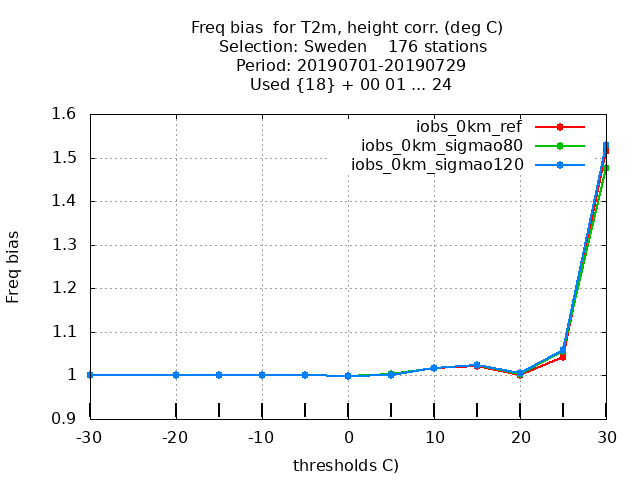 Freq bias  for T2m, height corr. (deg C)
Selection: Sweden    176 stations
Period: 20190701-20190729
Used {18} + 00 01 ... 24
iobs_0km_ref
iobs_0km_sigmao80
iobs_0km_sigmao120
1.6
1.5
1.4
1.3
1.2
1.1
1
0.9
Freq bias
-30 -20 -10 0 10 20 30
thresholds C)